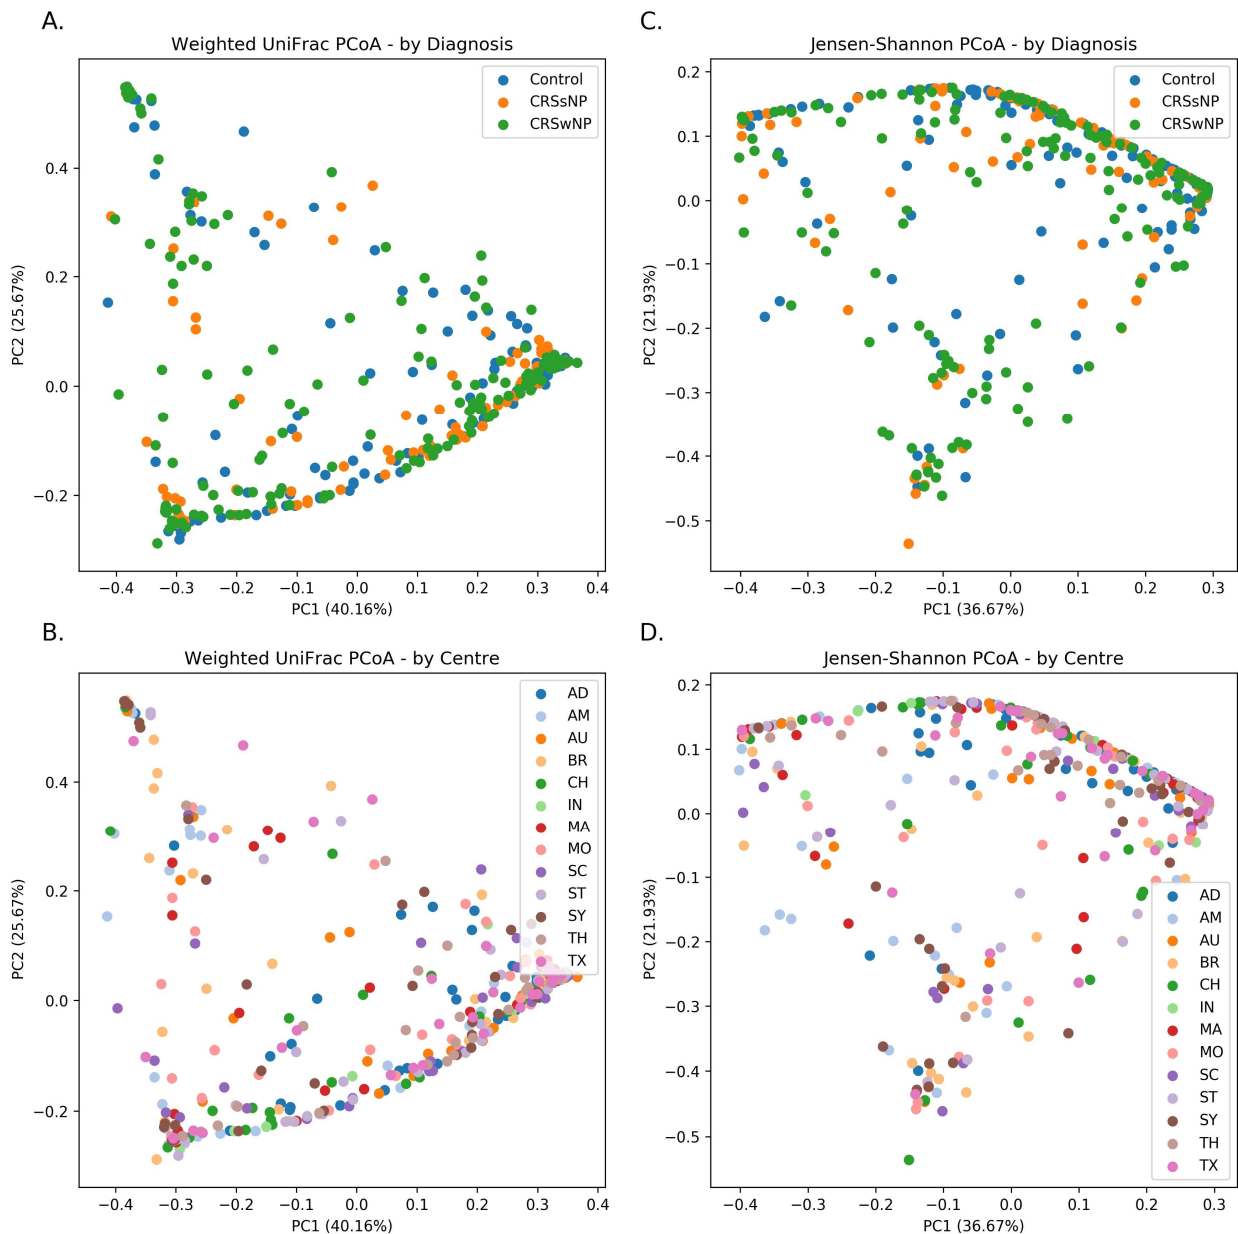 A.
Weighted UniFrac PCoA - by Diagnosis
Control
CRSsNP
CRSwNP
0.4
0.2
0.0
−0.2
PC2 (25.67%)
−0.4
−0.3
−0.2
−0.1
0.0
0.1
0.2
0.3
0.4
PC1 (40.16%)
C.
Jensen-Shannon PCoA - by Diagnosis
Control
CRSsNP
CRSwNP
0.2
0.1
0.0
−0.1
−0.2
−0.3
−0.4
−0.5
PC2 (21.93%)
−0.4
−0.3
−0.2
−0.1
0.0
0.1
0.2
0.3
PC1 (36.67%)
B.
Weighted UniFrac PCoA - by Centre
AD
AM
AU
BR
CH
IN
MA
MO
SC
ST
SY
TH
TX
0.4
0.2
0.0
−0.2
PC2 (25.67%)
−0.4
−0.3
−0.2
−0.1
0.0
0.1
0.2
0.3
0.4
PC1 (40.16%)
D.
Jensen-Shannon PCoA - by Centre
0.2
0.1
0.0
−0.1
−0.2
−0.3
−0.4
−0.5
PC2 (21.93%)
AD
AM
AU
BR
CH
IN
MA
MO
SC
ST
SY
TH
TX
−0.4
−0.3
−0.2
−0.1
0.0
0.1
0.2
0.3
PC1 (36.67%)